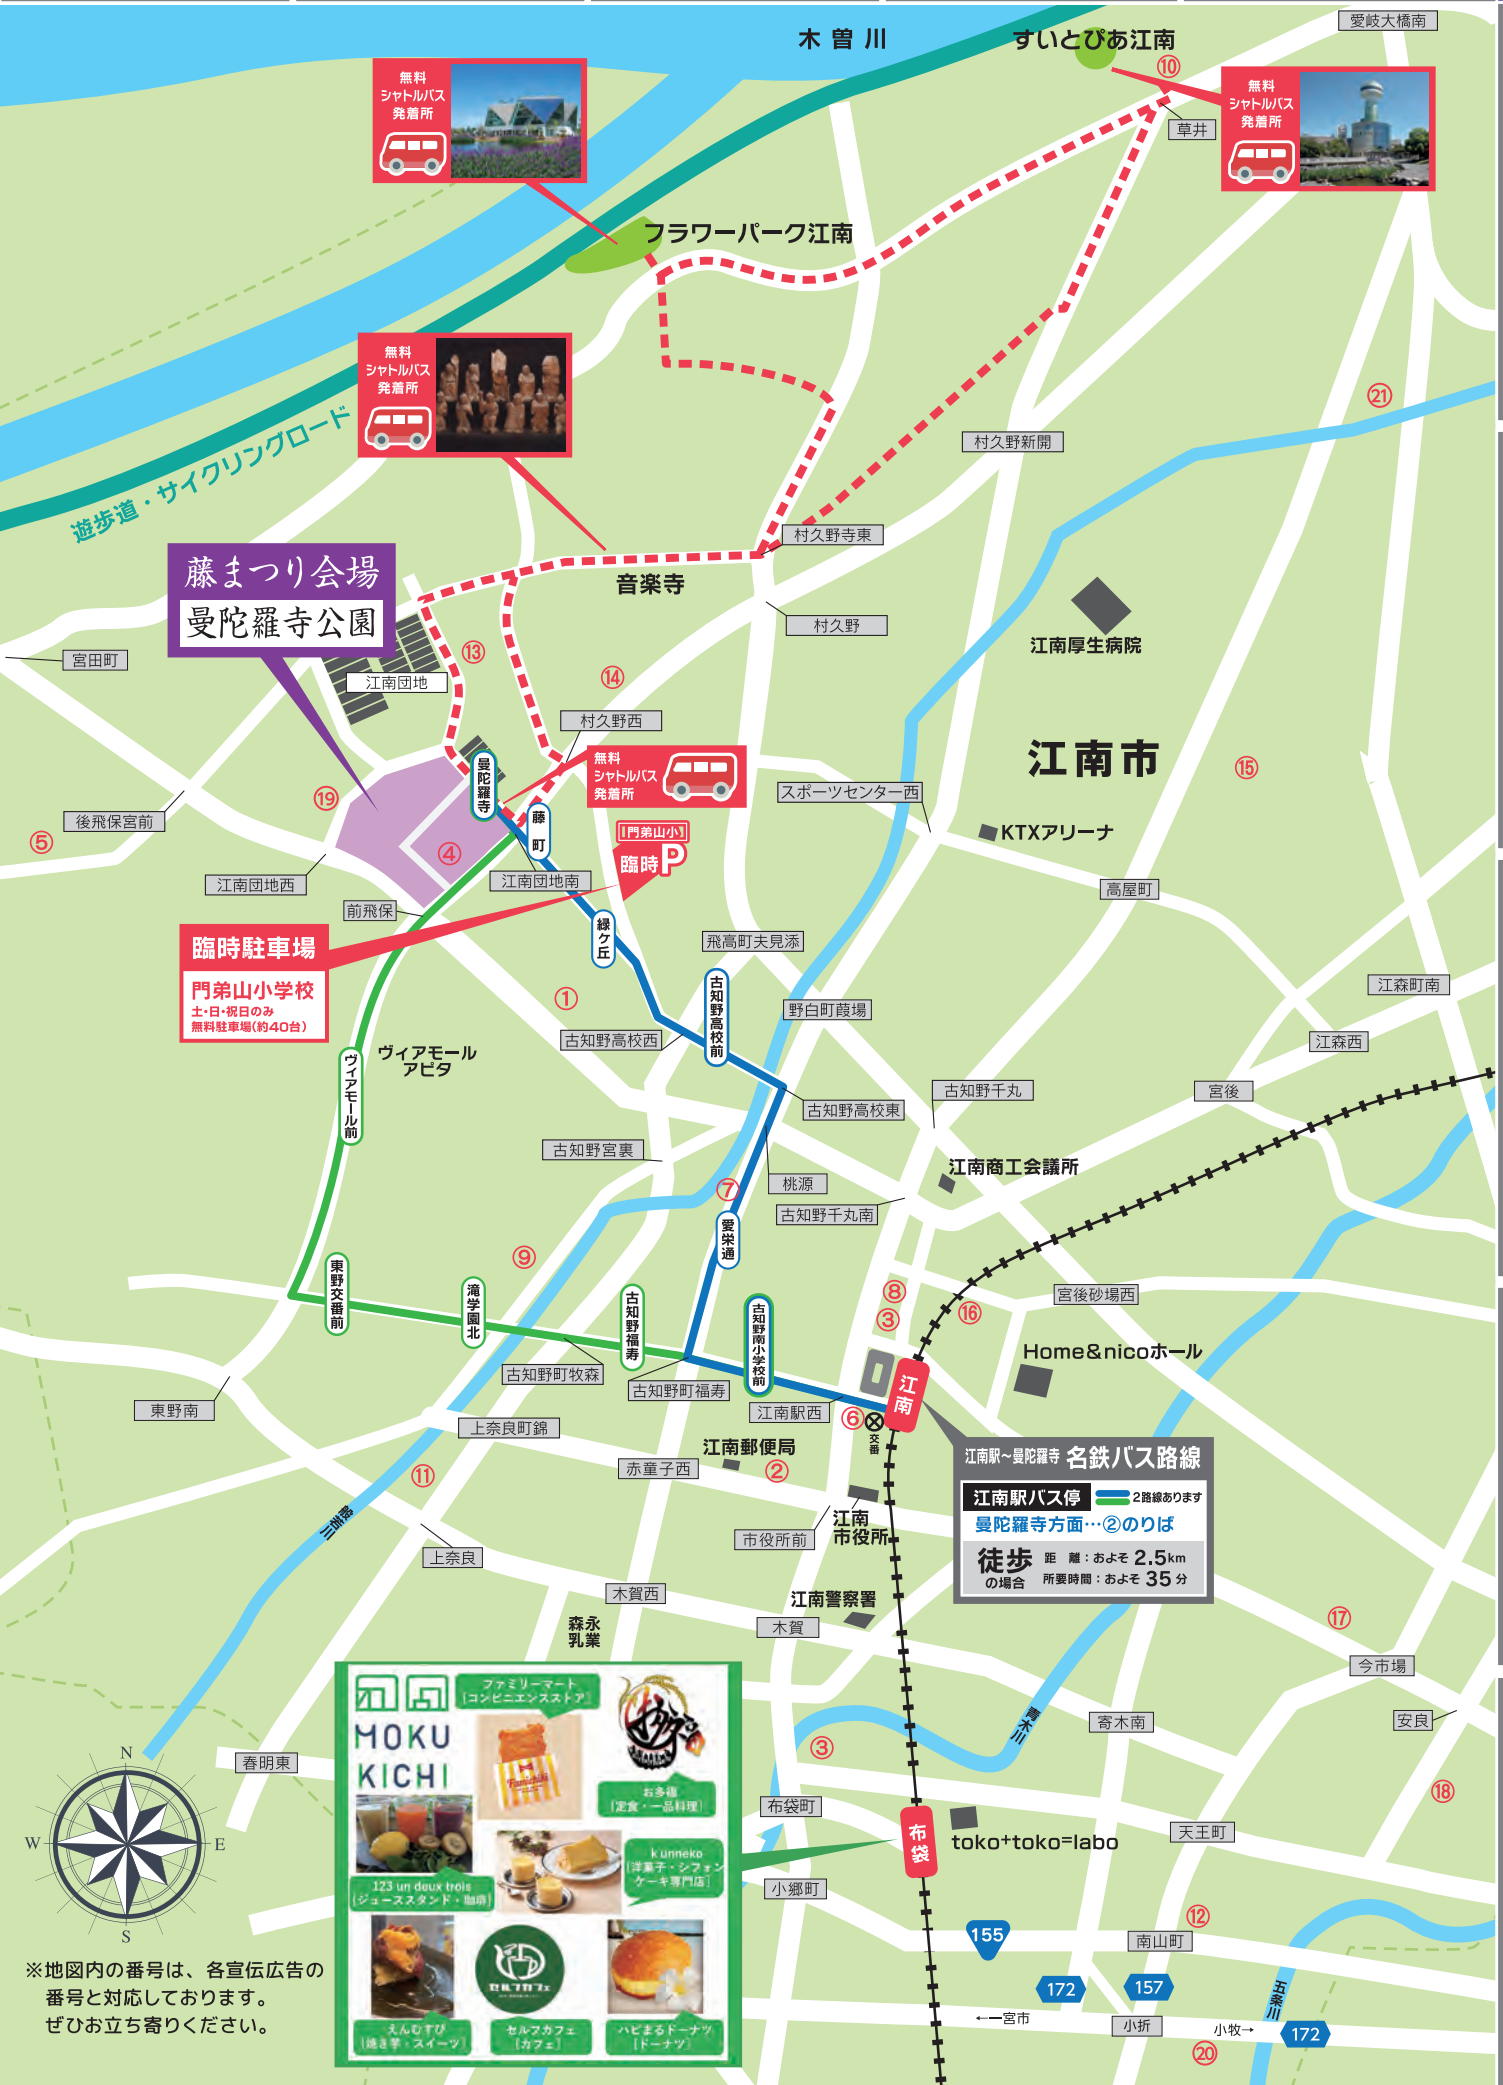 愛岐大橋南
木曽川
すいとぴあ江南
⑩
無料
シャトルバス
発着所
無料
シャトルバス
発着所
草井
フラワーパーク江南
無料
シャトルバス
発着所
㉑
遊歩道・サイクリングロード
村久野新開
村久野寺東
藤まつり会場
曼陀羅寺公園
音楽寺
村久野
江南厚生病院
宮田町
⑬
江南団地
⑭
村久野西
江南市
⑮
無料
シャトルバス
発着所
曼陀羅寺
スポーツセンター西
⑲
後飛保宮前
藤町
門弟山小
臨時P
KTXアリーナ
⑤
④
江南団地西
江南団地南
高屋町
前飛保
緑ケ丘
飛高町夫見添
臨時駐車場
門弟山小学校
土・日・祝日のみ
無料駐車場(約40台)
①
古知野高校前
野白町葭場
江森町南
古知野高校西
江森西
ヴィアモール
アピタ
ヴィアモール前
古知野高校東
古知野千丸
宮後
古知野宮裏
江南商工会議所
桃源
⑦
古知野千丸南
愛栄通
⑨
東野交番前
滝学園北
古知野福寿
古知野南小学校前
⑧
③
⑯
宮後砂場西
Home&nicoホール
古知野町牧森
古知野町福寿
江南
江南駅西
⑥
交番
東野南
上奈良町錦
江南郵便局
赤童子西
②
⑪
江南駅〜曼陀羅寺 名鉄バス路線
江南駅バス停
2路線あります
曼陀羅寺方面…②のりば
徒歩
の場合
距 離：およそ 2.5km
所要時間：およそ 35分
般若川
江南
市役所
市役所前
上奈良
木賀西
江南警察署
木賀
森永
乳業
⑰
今市場
安良
青木川
寄木南
③
⑱
春明東
MOKU
KICHI
ファミリーマート
[コンビニエンスストア]
Famichiki
お多福
[定食・一品料理]
布袋町
布袋
toko+toko=labo
天王町
kunneko
[洋菓子・シフォン
ケーキ専門店]
123 un deux trois
[ジューススタンド・珈琲]
小郷町
⑫
南山町
155
172
157
えんむすび
[焼き芋・スイーツ]
セルフカフェ
セルフカフェ
[カフェ]
ハピまるドーナツ
[ドーナツ]
←一宮市
小折
小牧→
172
五条川
⑳
N
W
E
S
※地図内の番号は、各宣伝広告の
番号と対応しております。
ぜひお立ち寄りください。